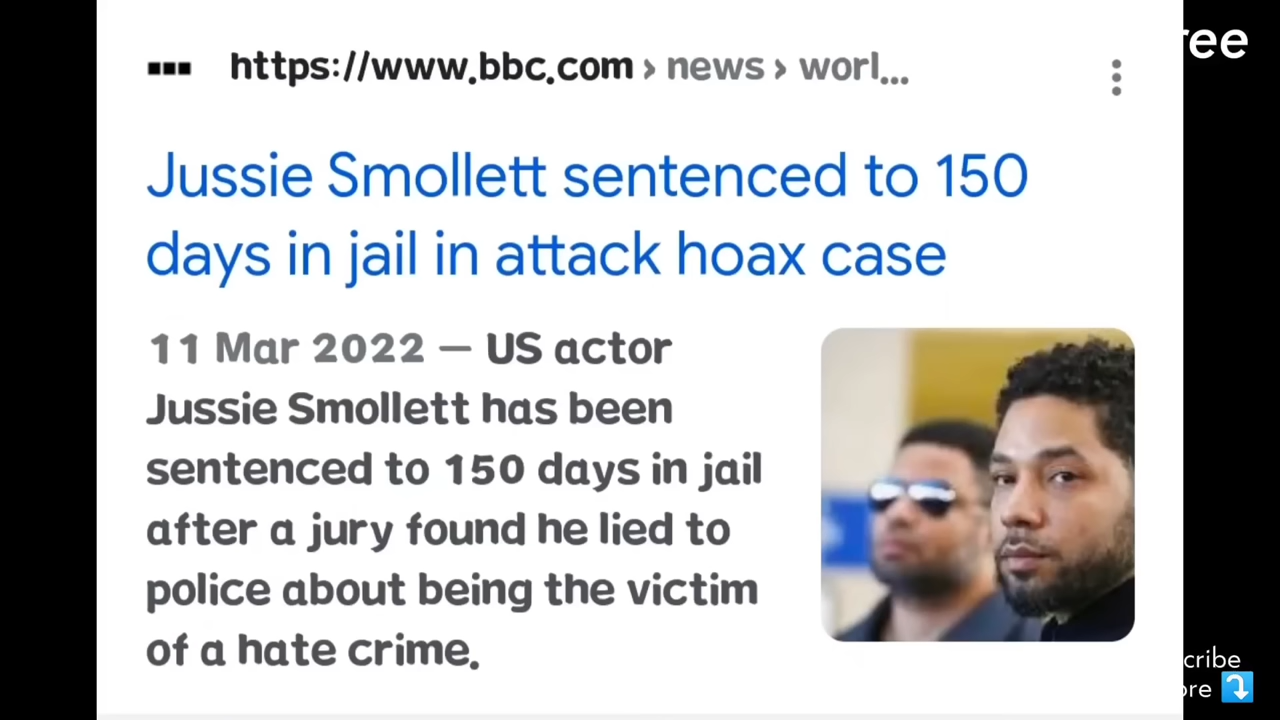 ree
https://www.bbc.com › news › worl...
Jussie Smollett sentenced to 150
days in jail in attack hoax case
11 Mar 2022 — US actor
Jussie Smollett has been
sentenced to 150 days in jail
after a jury found he lied to
police about being the victim
of a hate crime.
cribe
ore